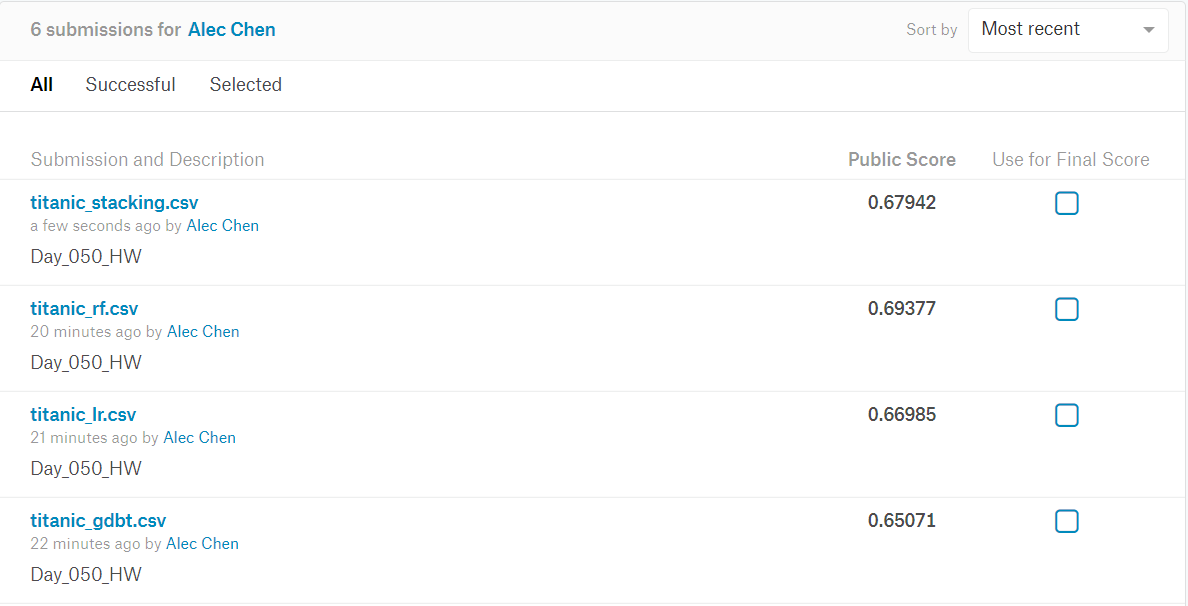 6 submissions for Alec Chen
Sort by Most recent
All Successful Selected
Submission and Description Public Score Use for Final Score
titanic_stacking.csv 0.67942
a few seconds ago by Alec Chen
Day_050_HW
titanic_rf.csv 0.69377
20 minutes ago by Alec Chen
Day_050_HW
titanic_lr.csv 0.66985
21 minutes ago by Alec Chen
Day_050_HW
titanic_gdbt.csv 0.65071
22 minutes ago by Alec Chen
Day_050_HW